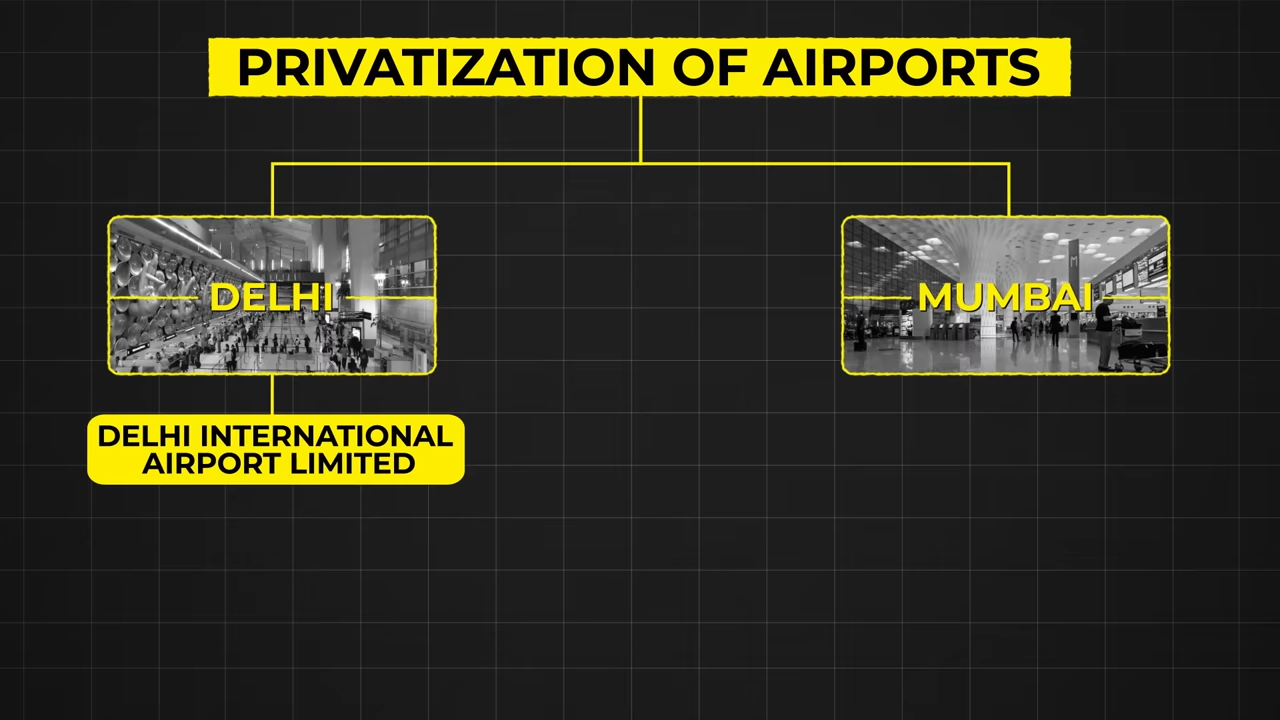 PRIVATIZATION OF AIRPORTS
DELHI
MUMBAI
DELHI INTERNATIONAL
AIRPORT LIMITED